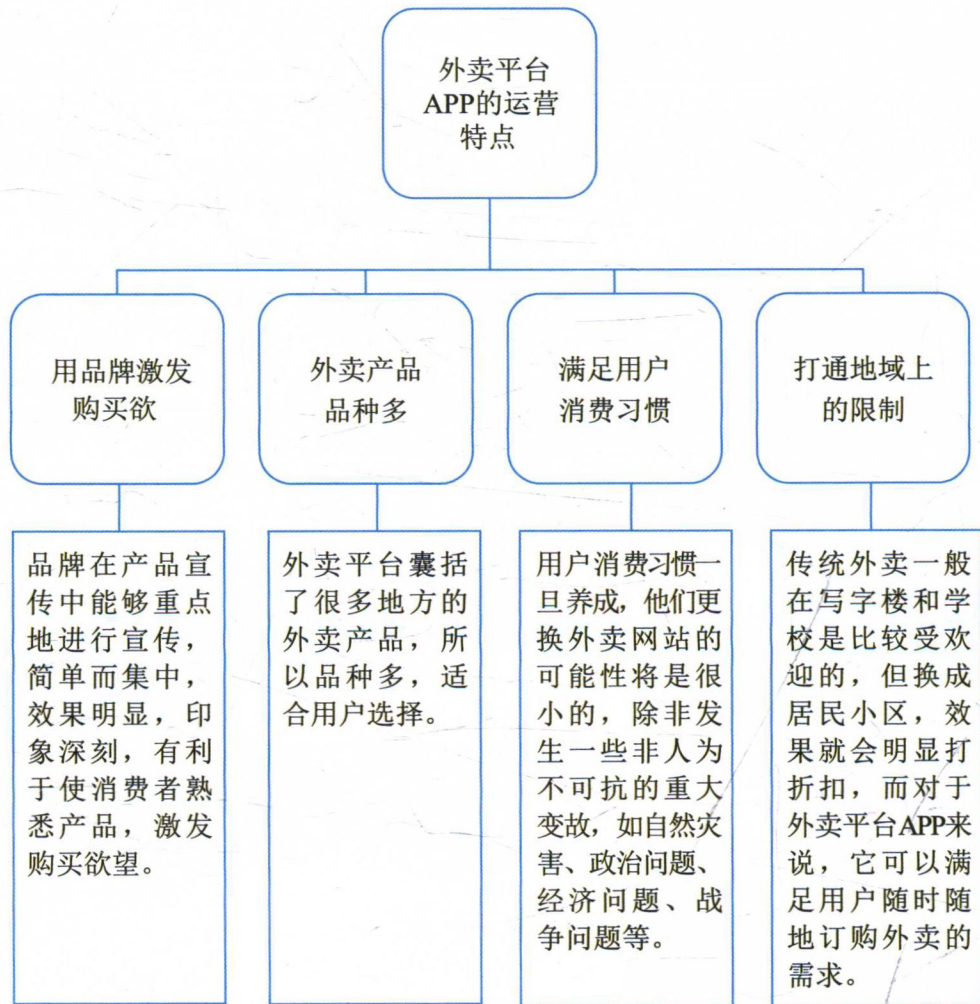 外卖平台
APP的运营
特点
用品牌激发
购买欲
外卖产品
品种多
满足用户
消费习惯
打通地域上
的限制
品牌在产品宣
传中能够重点
地进行宣传，
简单而集中，
效果明显，印
象深刻，有利
于使消费者熟
悉产品，激发
购买欲望。
外卖平台囊括
了很多地方的
外卖产品，所
以品种多，适
合用户选择。
用户消费习惯一
旦养成，他们更
换外卖网站的
可能性将是很
小的，除非发
生一些非人为
不可抗的重大
变故，如自然灾
害、政治问题、
经济问题、战
争问题等。
传统外卖一般
在写字楼和学
校是比较受欢
迎的，但换成
居民小区，效
果就会明显打
折扣，而对于
外卖平台APP来
说，它可以满
足用户随时随
地订购外卖的
需求。